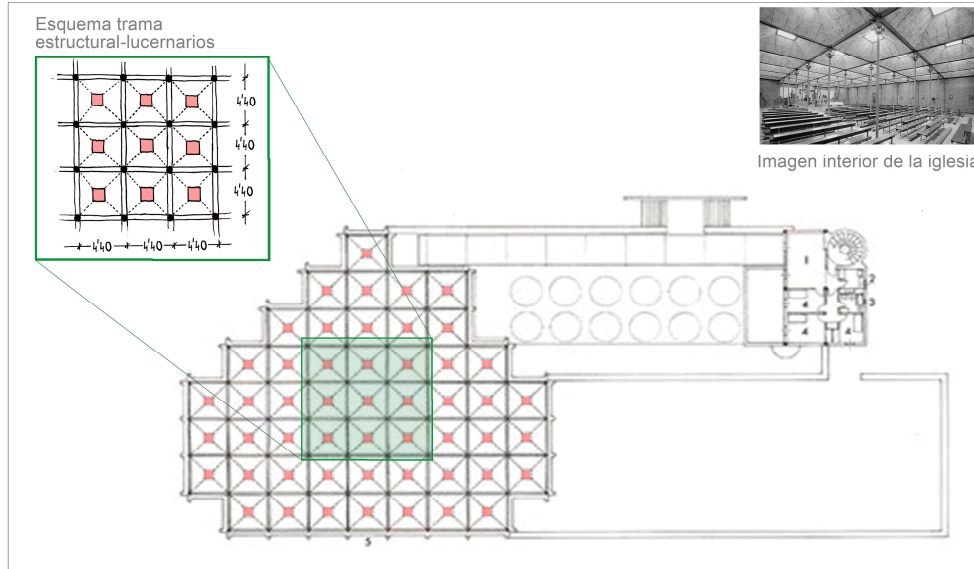 Esquema trama
estructural-lucernarios
4'40
4'40
4'40
4'40 4'40 4'40
Imagen interior de la iglesia
1
2
3
4
4 4
5